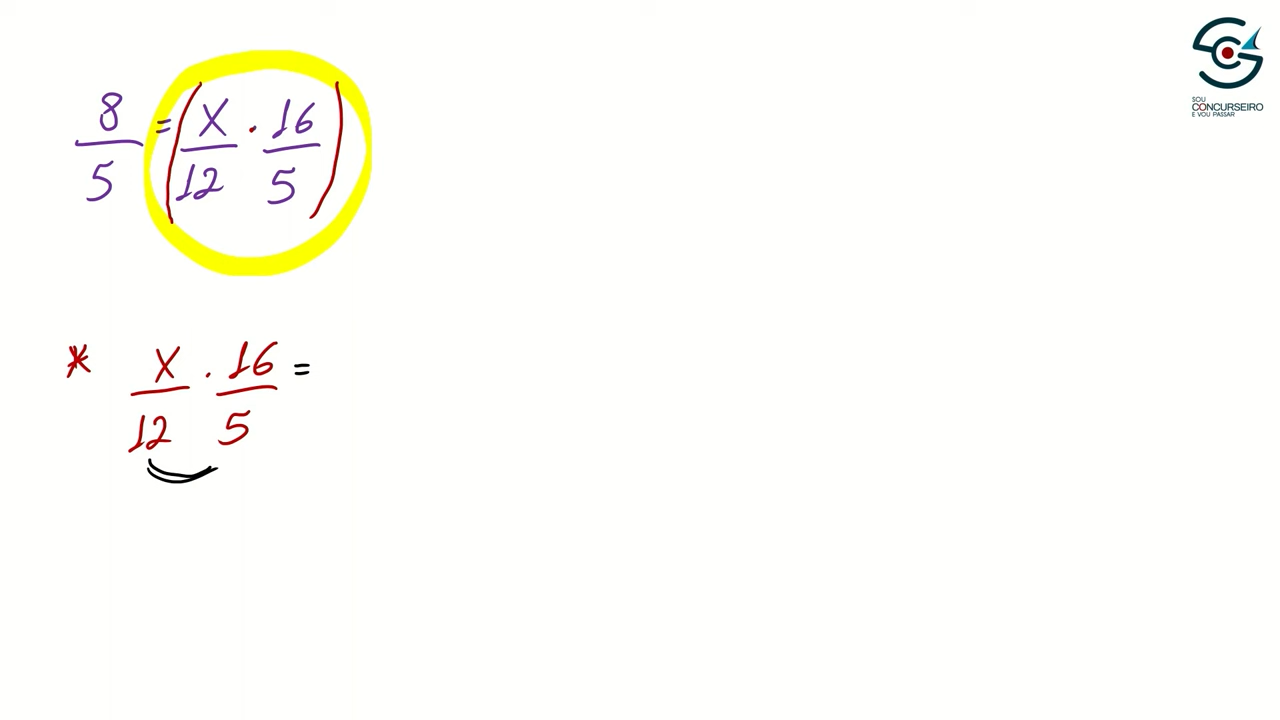 8 = (X . 16)
5 12 5
* X . 16 =
12 5
SOU
CONCURSEIRO
E VOU PASSAR